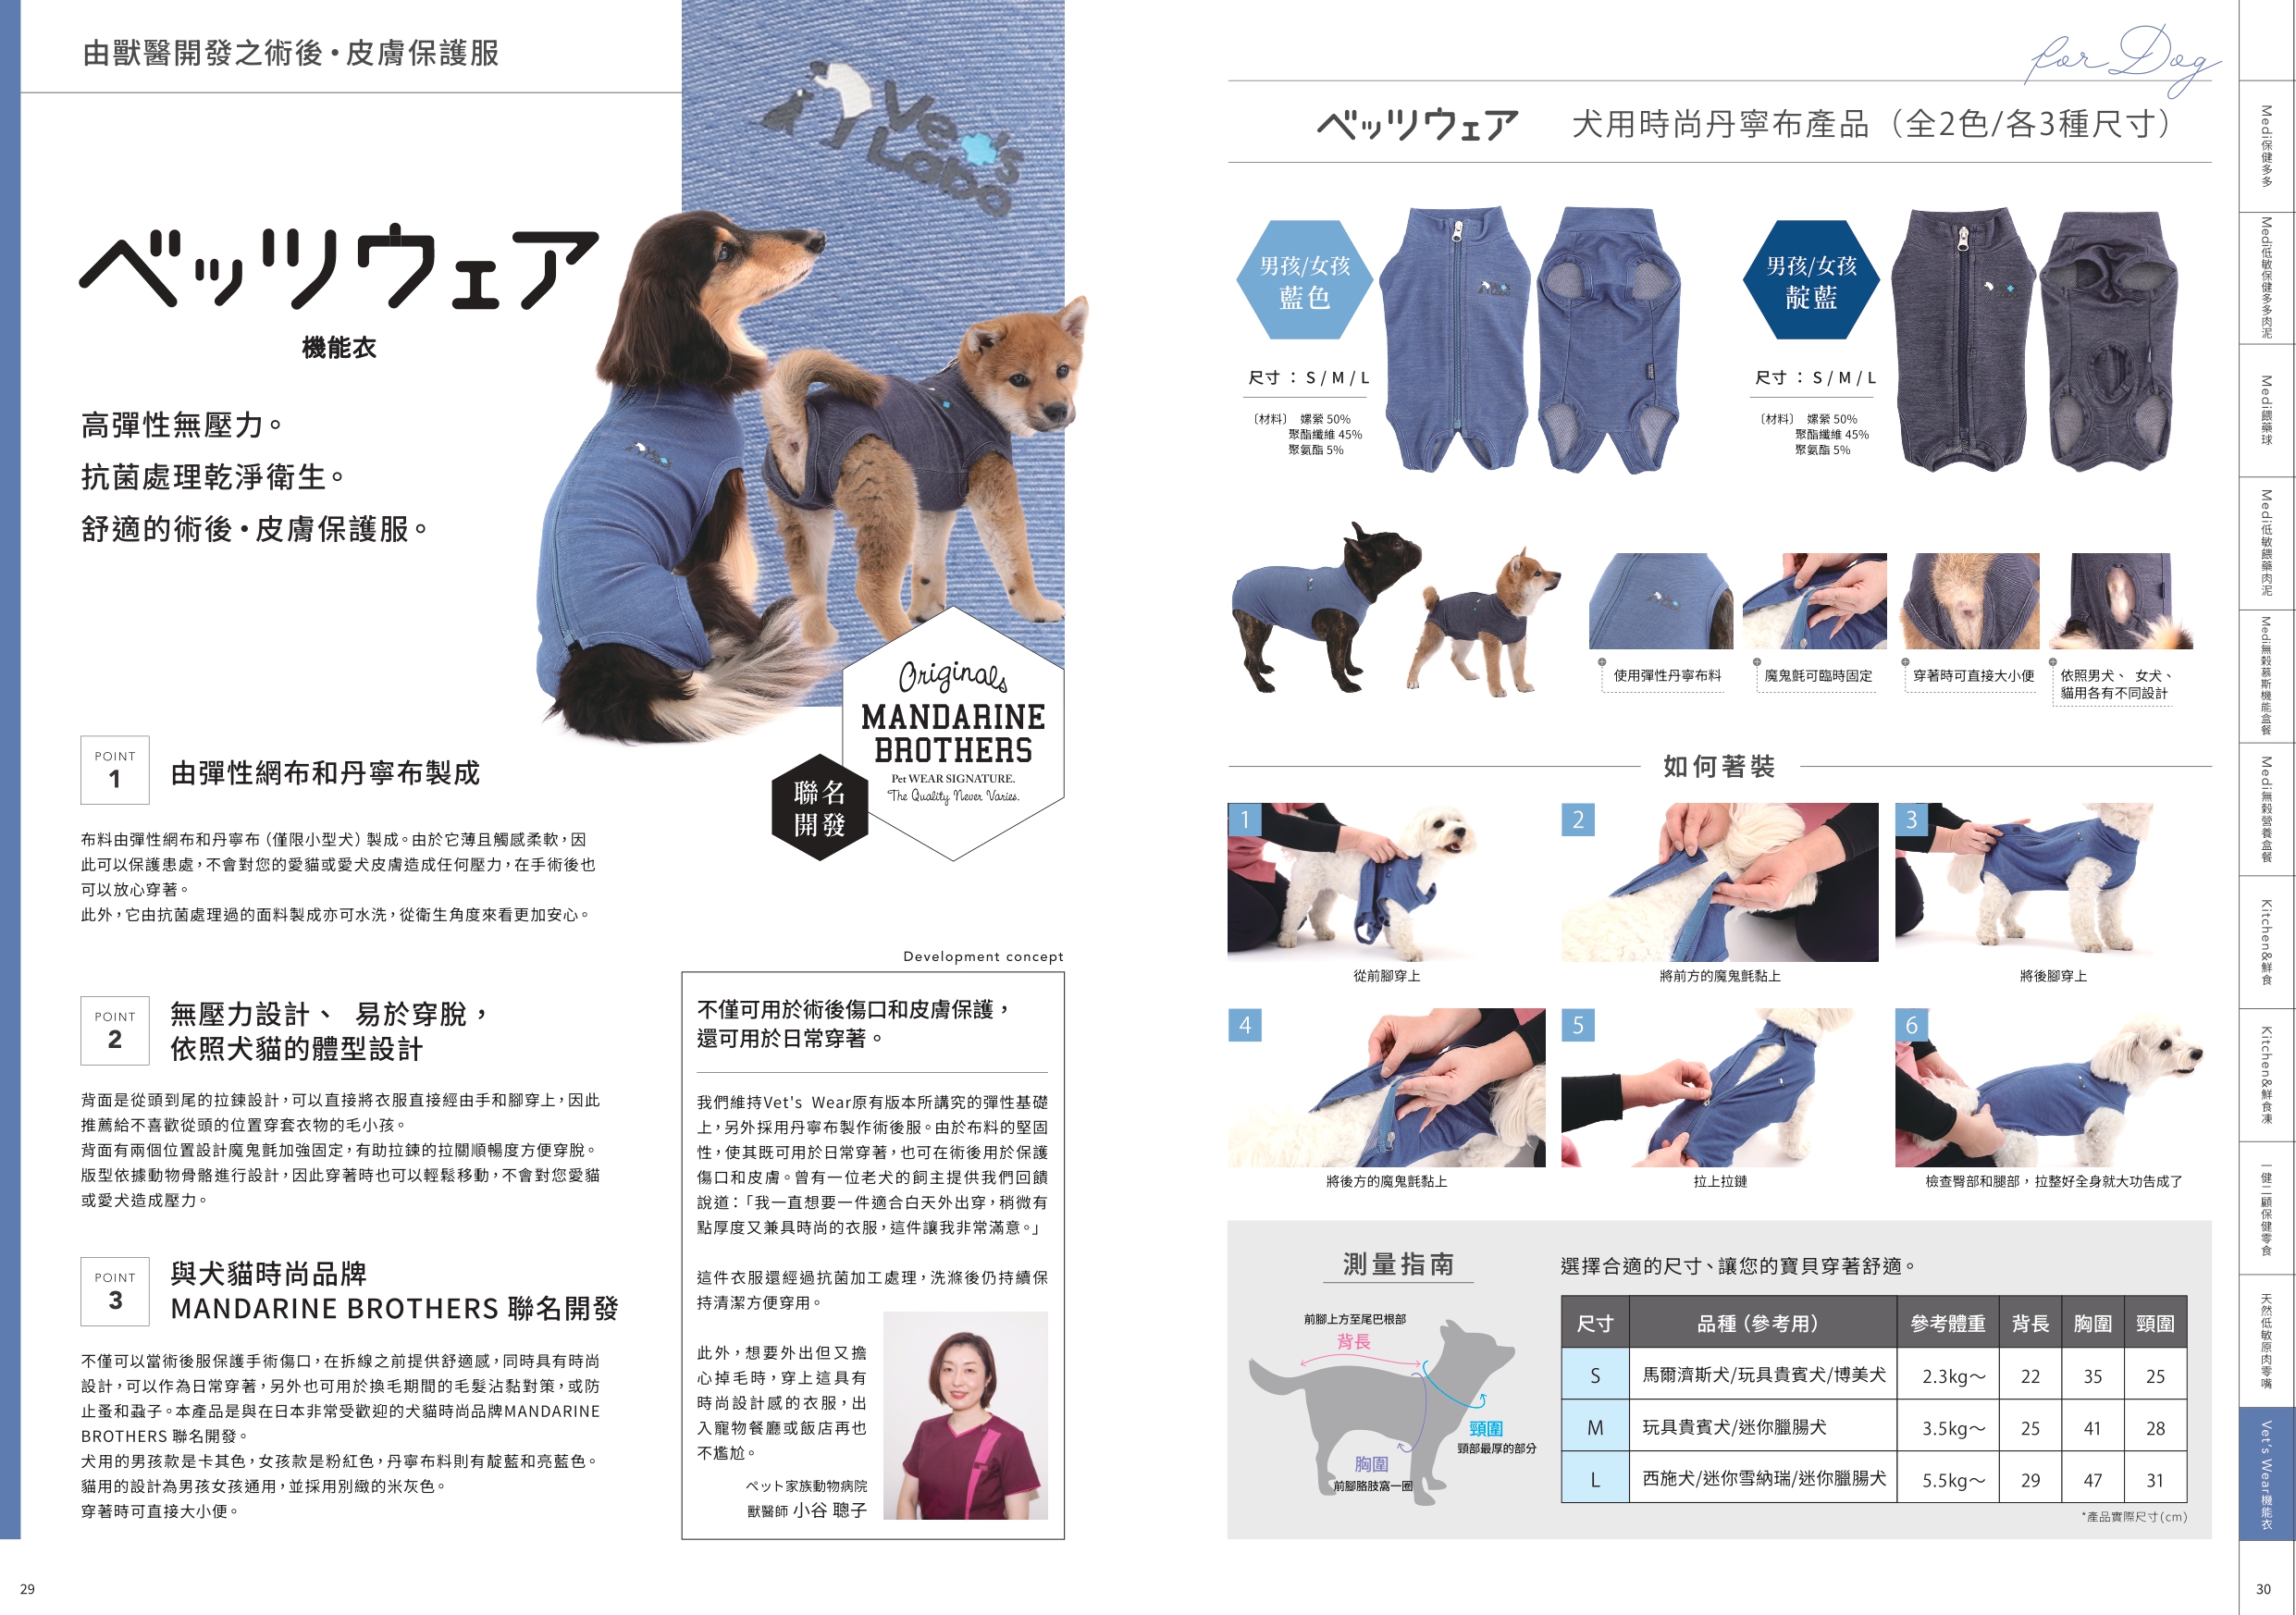 由獸醫開發之術後・皮膚保護服
Vet's
Labo
ベッツウェア
機能衣
高彈性無壓力。
抗菌處理乾淨衛生。
舒適的術後・皮膚保護服。
Originals
MANDARINE
BROTHERS
Pet WEAR SIGNATURE.
The Quality Never Varies.
聯名
開發
POINT
1
由彈性網布和丹寧布製成
布料由彈性網布和丹寧布（僅限小型犬）製成。由於它薄且觸感柔軟，因
此可以保護患處，不會對您的愛貓或愛犬皮膚造成任何壓力，在手術後也
可以放心穿著。
此外，它由抗菌處理過的面料製成亦可水洗，從衛生角度來看更加安心。
POINT
2
無壓力設計、 易於穿脫，
依照犬貓的體型設計
背面是從頭到尾的拉鍊設計，可以直接將衣服直接經由手和腳穿上，因此
推薦給不喜歡從頭的位置穿套衣物的毛小孩。
背面有兩個位置設計魔鬼氈加強固定，有助拉鍊的拉關順暢度方便穿脫。
版型依據動物骨骼進行設計，因此穿著時也可以輕鬆移動，不會對您愛貓
或愛犬造成壓力。
POINT
3
與犬貓時尚品牌
MANDARINE BROTHERS 聯名開發
不僅可以當術後服保護手術傷口，在拆線之前提供舒適感，同時具有時尚
設計，可以作為日常穿著，另外也可用於換毛期間的毛髮沾黏對策，或防
止蚤和蝨子。本產品是與在日本非常受歡迎的犬貓時尚品牌MANDARINE
BROTHERS 聯名開發。
犬用的男孩款是卡其色，女孩款是粉紅色，丹寧布料則有靛藍和亮藍色。
貓用的設計為男孩女孩通用，並採用別緻的米灰色。
穿著時可直接大小便。
Development concept
不僅可用於術後傷口和皮膚保護，
還可用於日常穿著。
我們維持Vet's Wear原有版本所講究的彈性基礎
上，另外採用丹寧布製作術後服。由於布料的堅固
性，使其既可用於日常穿著，也可在術後用於保護
傷口和皮膚。曾有一位老犬的飼主提供我們回饋
說道：「我一直想要一件適合白天外出穿，稍微有
點厚度又兼具時尚的衣服，這件讓我非常滿意。」
這件衣服還經過抗菌加工處理，洗滌後仍持續保
持清潔方便穿用。
此外，想要外出但又擔
心掉毛時，穿上這具有
時尚設計感的衣服，出
入寵物餐廳或飯店再也
不尷尬。
ペット家族動物病院
獸醫師 小谷 聰子
29
for Dog
ベッツウェア 犬用時尚丹寧布產品（全2色/各3種尺寸）
男孩/女孩
藍色
尺寸：S / M / L
〔材料〕 嫘縈 50%
聚酯纖維 45%
聚氨酯 5%
男孩/女孩
靛藍
尺寸：S / M / L
〔材料〕 嫘縈 50%
聚酯纖維 45%
聚氨酯 5%
使用彈性丹寧布料
魔鬼氈可臨時固定
穿著時可直接大小便
依照男犬、 女犬、
貓用各有不同設計
如何著裝
1
從前腳穿上
2
將前方的魔鬼氈黏上
3
將後腳穿上
4
將後方的魔鬼氈黏上
5
拉上拉鏈
6
檢查臀部和腿部，拉整好全身就大功告成了
測量指南
前腳上方至尾巴根部
背長
頸圍
頸部最厚的部分
胸圍
前腳胳肢窩一圈
選擇合適的尺寸、讓您的寶貝穿著舒適。
尺寸 品種（參考用） 參考體重 背長 胸圍 頸圍
S 馬爾濟斯犬/玩具貴賓犬/博美犬 2.3kg～ 22 35 25
M 玩具貴賓犬/迷你臘腸犬 3.5kg～ 25 41 28
L 西施犬/迷你雪納瑞/迷你臘腸犬 5.5kg～ 29 47 31
*產品實際尺寸(cm)
Medi保健多多
Medi低敏保健多多肉泥
Medi餵藥球
Medi低敏餵藥肉泥
Medi無穀慕斯機能盒餐
Medi無穀營養盒餐
Kitchen&鮮食
Kitchen&鮮食凍
一健二顧保健零食
天然低敏原肉零嘴
Vet's Wear機能衣
30